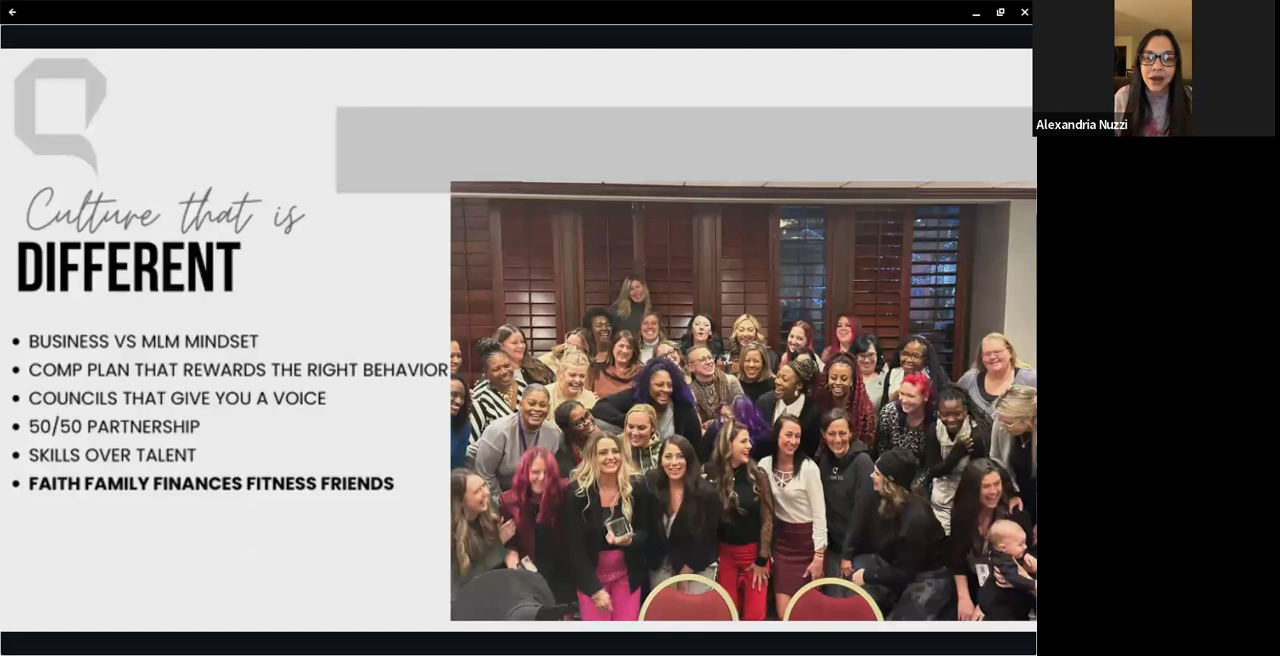 Culture that is
DIFFERENT
BUSINESS VS MLM MINDSET
COMP PLAN THAT REWARDS THE RIGHT BEHAVIOR
COUNCILS THAT GIVE YOU A VOICE
50/50 PARTNERSHIP
SKILLS OVER TALENT
FAITH FAMILY FINANCES FITNESS FRIENDS
Alexandria Nuzzi